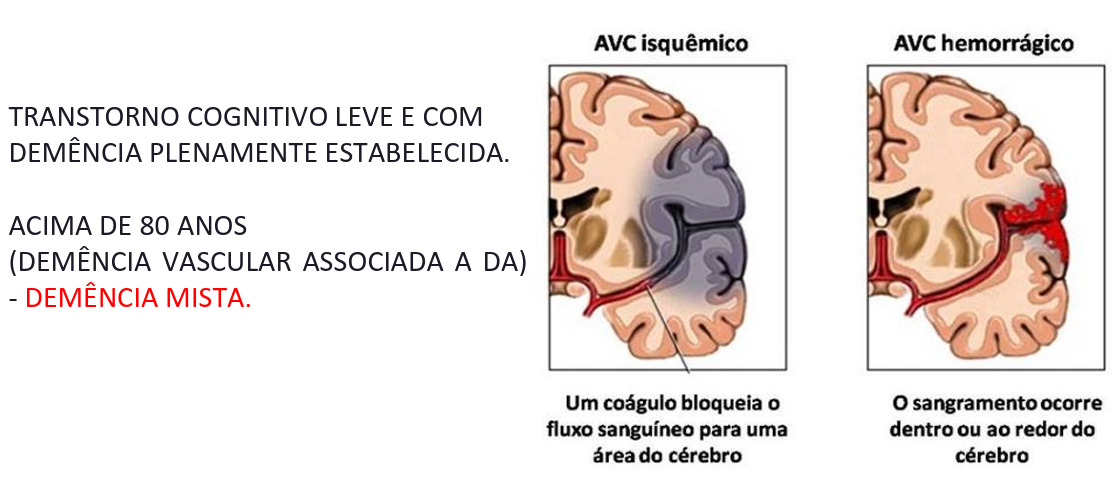 TRANSTORNO COGNITIVO LEVE E COM
DEMÊNCIA PLENAMENTE ESTABELECIDA.
ACIMA DE 80 ANOS
(DEMÊNCIA VASCULAR ASSOCIADA A DA)
- DEMÊNCIA MISTA.
AVC isquêmico
Um coágulo bloqueia o
fluxo sanguíneo para uma
área do cérebro
AVC hemorrágico
O sangramento ocorre
dentro ou ao redor do
cérebro